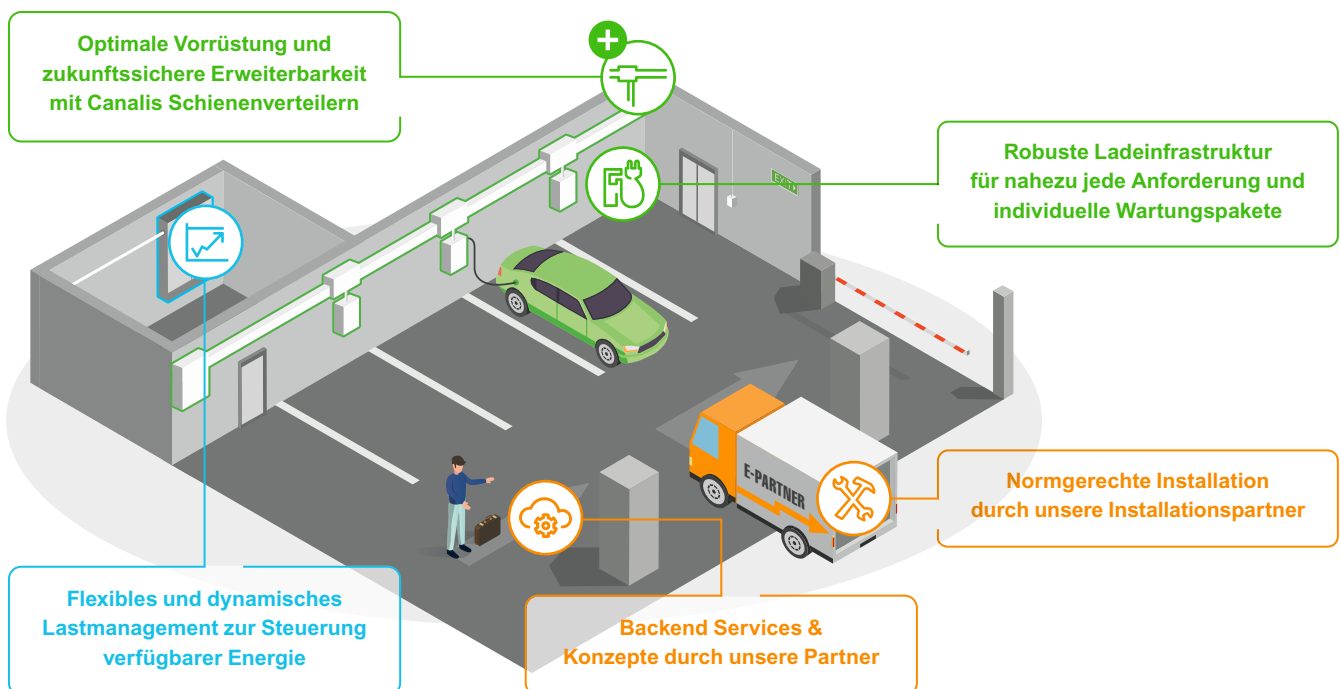 Optimale Vorrüstung und
zukunftssichere Erweiterbarkeit
mit Canalis Schienenverteilern
Robuste Ladeinfrastruktur
für nahezu jede Anforderung und
individuelle Wartungspakete
EXIT
E-PARTNER
Normgerechte Installation
durch unsere Installationspartner
Flexibles und dynamisches
Lastmanagement zur Steuerung
verfügbarer Energie
Backend Services &
Konzepte durch unsere Partner